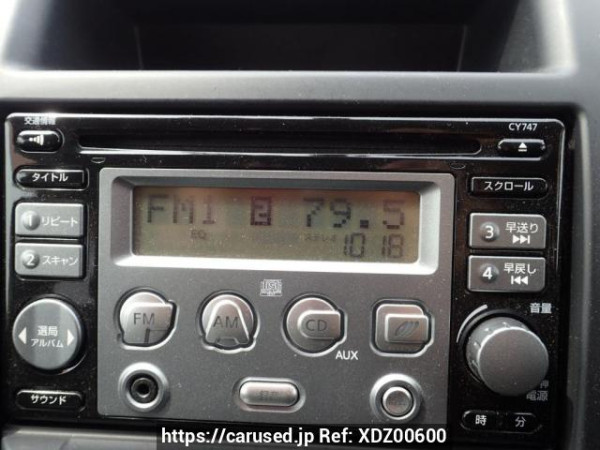 交通情報
CY747
タイトル
スクロール
FM1 2 79.5
EQ
10:18
1 リピート
3 早送り
2 スキャン
4 早戻し
選局
アルバム
FM
AM
CD
AUX
音量
電源
サウンド
時
分
https://carused.jp Ref: XDZ00600